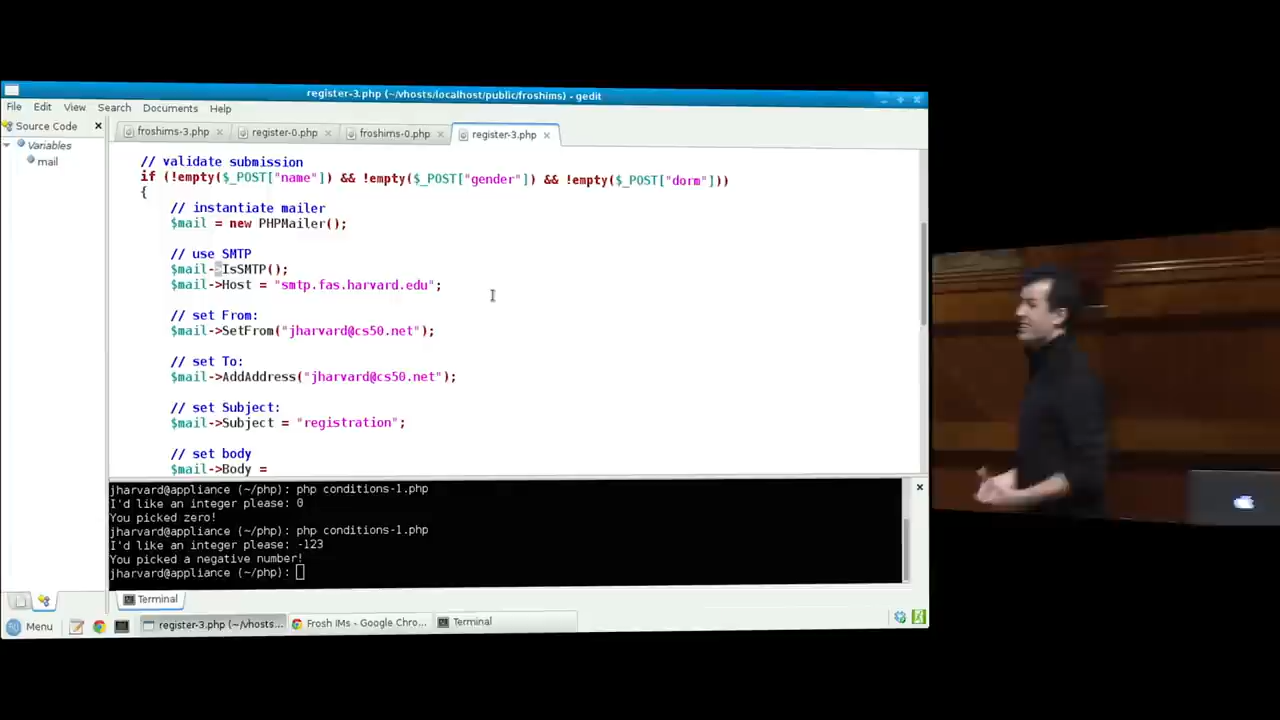 register-3.php (~/vhosts/localhost/public/froshims) - gedit
File Edit View Search Documents Help
Source Code
froshims-3.php register-0.php froshims-0.php register-3.php
Variables
mail
// validate submission
if (!empty($_POST["name"]) && !empty($_POST["gender"]) && !empty($_POST["dorm"]))
{
// instantiate mailer
$mail = new PHPMailer();
// use SMTP
$mail->IsSMTP();
$mail->Host = "smtp.fas.harvard.edu";
// set From:
$mail->SetFrom("jharvard@cs50.net");
// set To:
$mail->AddAddress("jharvard@cs50.net");
// set Subject:
$mail->Subject = "registration";
// set body
$mail->Body =
jharvard@appliance (~/php): php conditions-1.php
I'd like an integer please: 0
You picked zero!
jharvard@appliance (~/php): php conditions-1.php
I'd like an integer please: -123
You picked a negative number!
jharvard@appliance (~/php):
Terminal
Menu register-3.php (~/vhosts... Frosh IMs - Google Chro... Terminal